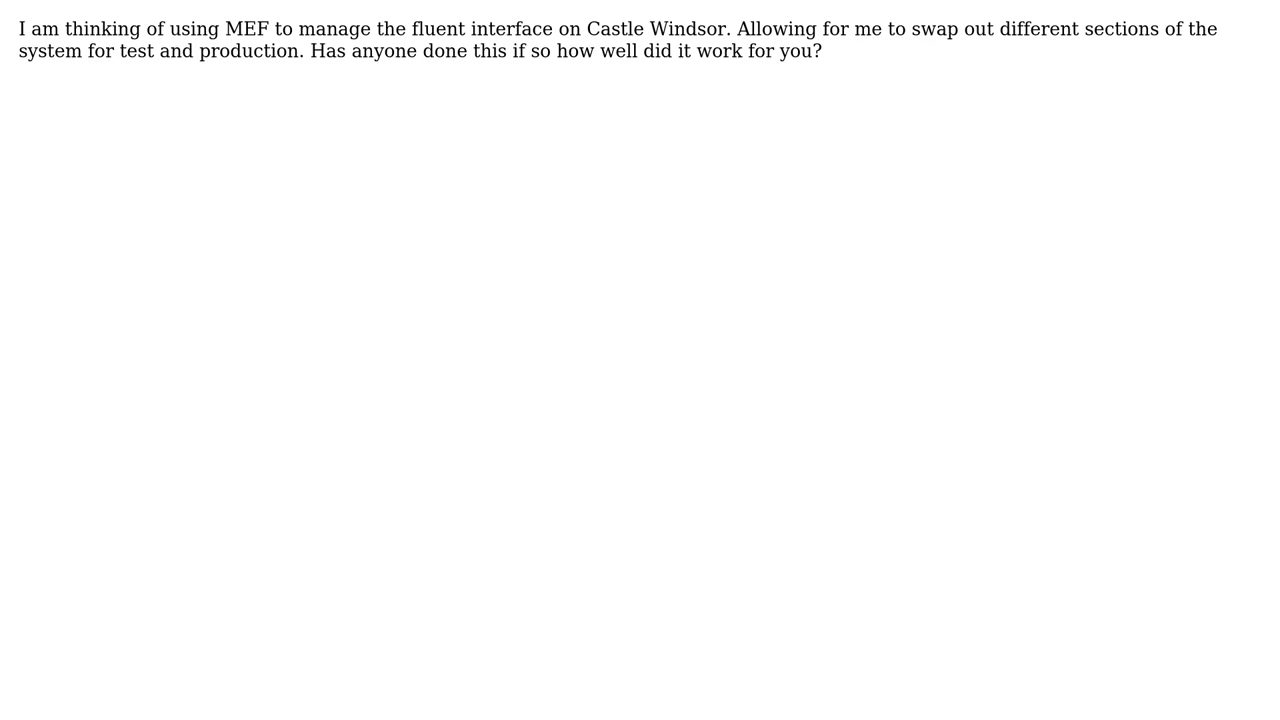 I am thinking of using MEF to manage the fluent interface on Castle Windsor. Allowing for me to swap out different sections of the
system for test and production. Has anyone done this if so how well did it work for you?